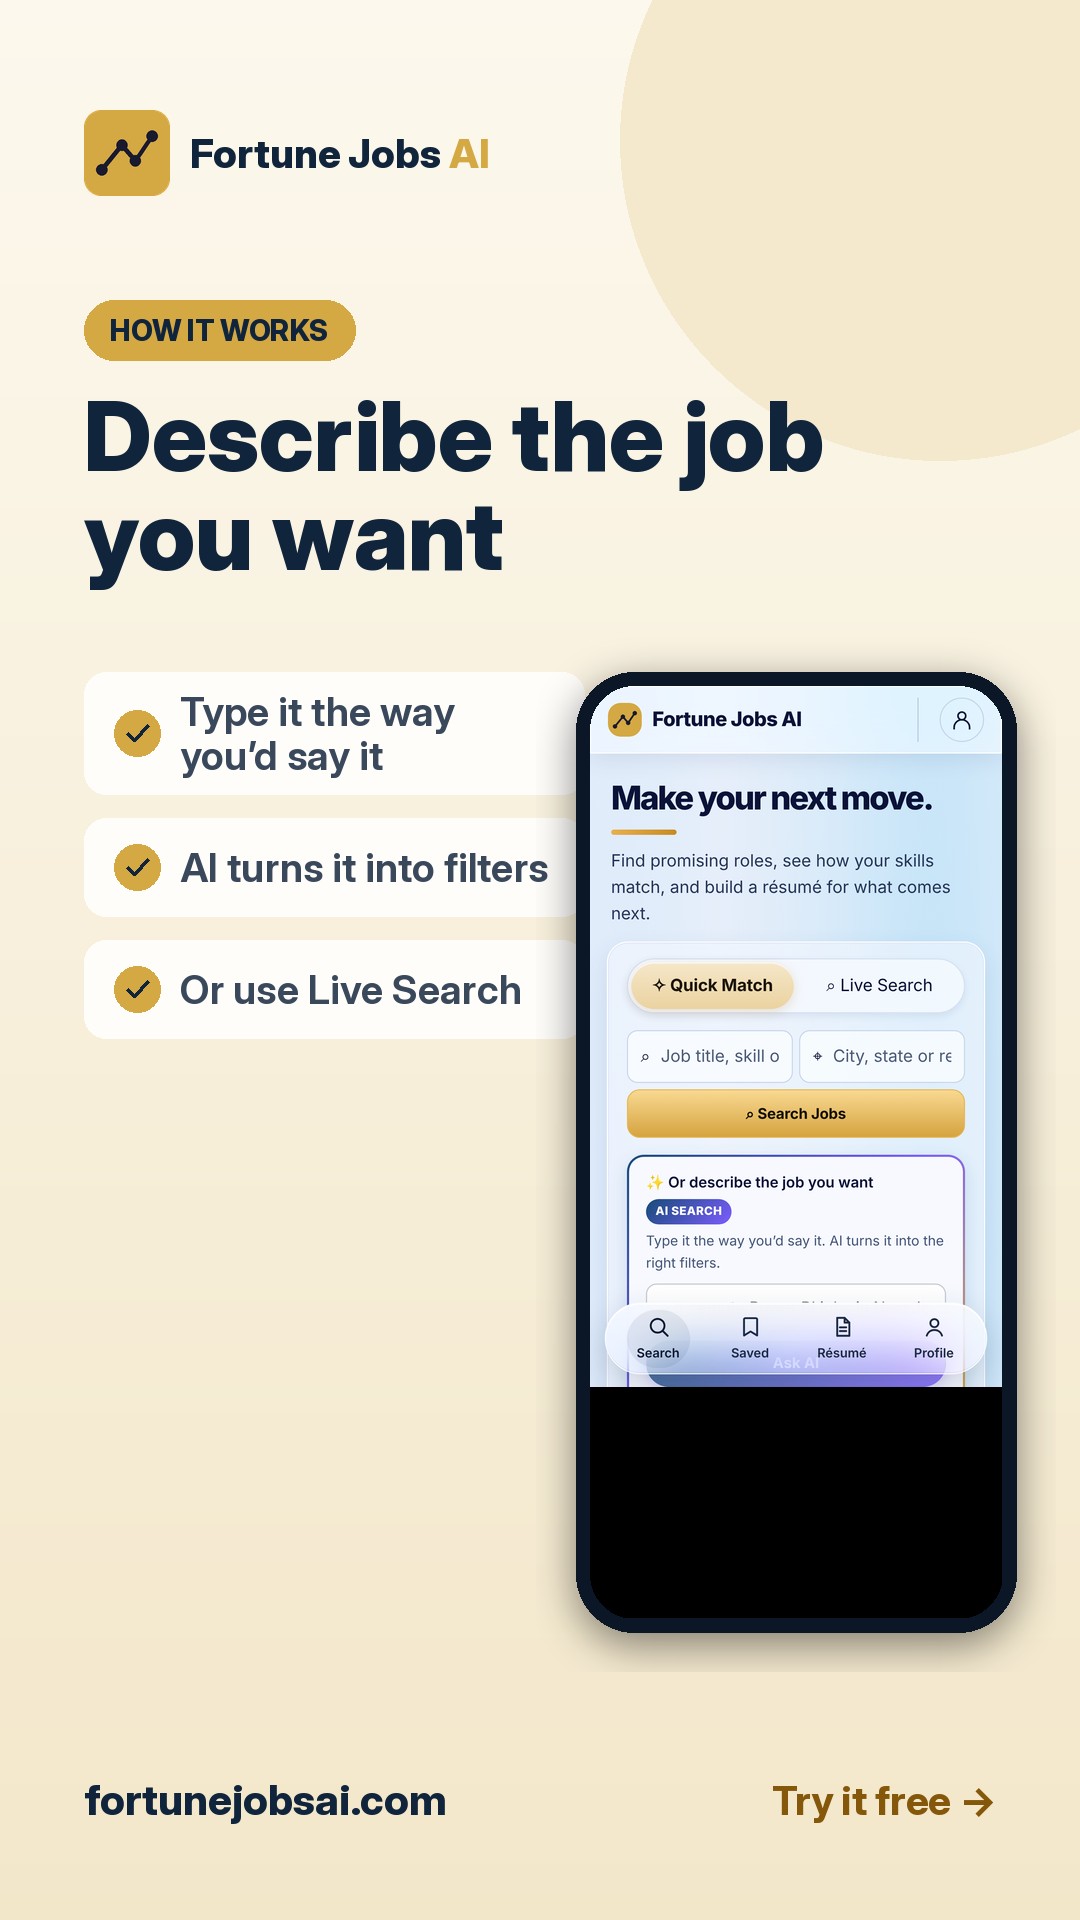 Fortune Jobs AI
HOW IT WORKS
Describe the job
you want
Type it the way
you’d say it
AI turns it into filters
Or use Live Search
Fortune Jobs AI
Make your next move.
Find promising roles, see how your skills
match, and build a résumé for what comes
next.
Quick Match
Live Search
Job title, skill o
City, state or re
Search Jobs
Or describe the job you want
AI SEARCH
Type it the way you’d say it. AI turns it into the
right filters.
Ask AI
Search Saved Résumé Profile
fortunejobsai.com
Try it free →